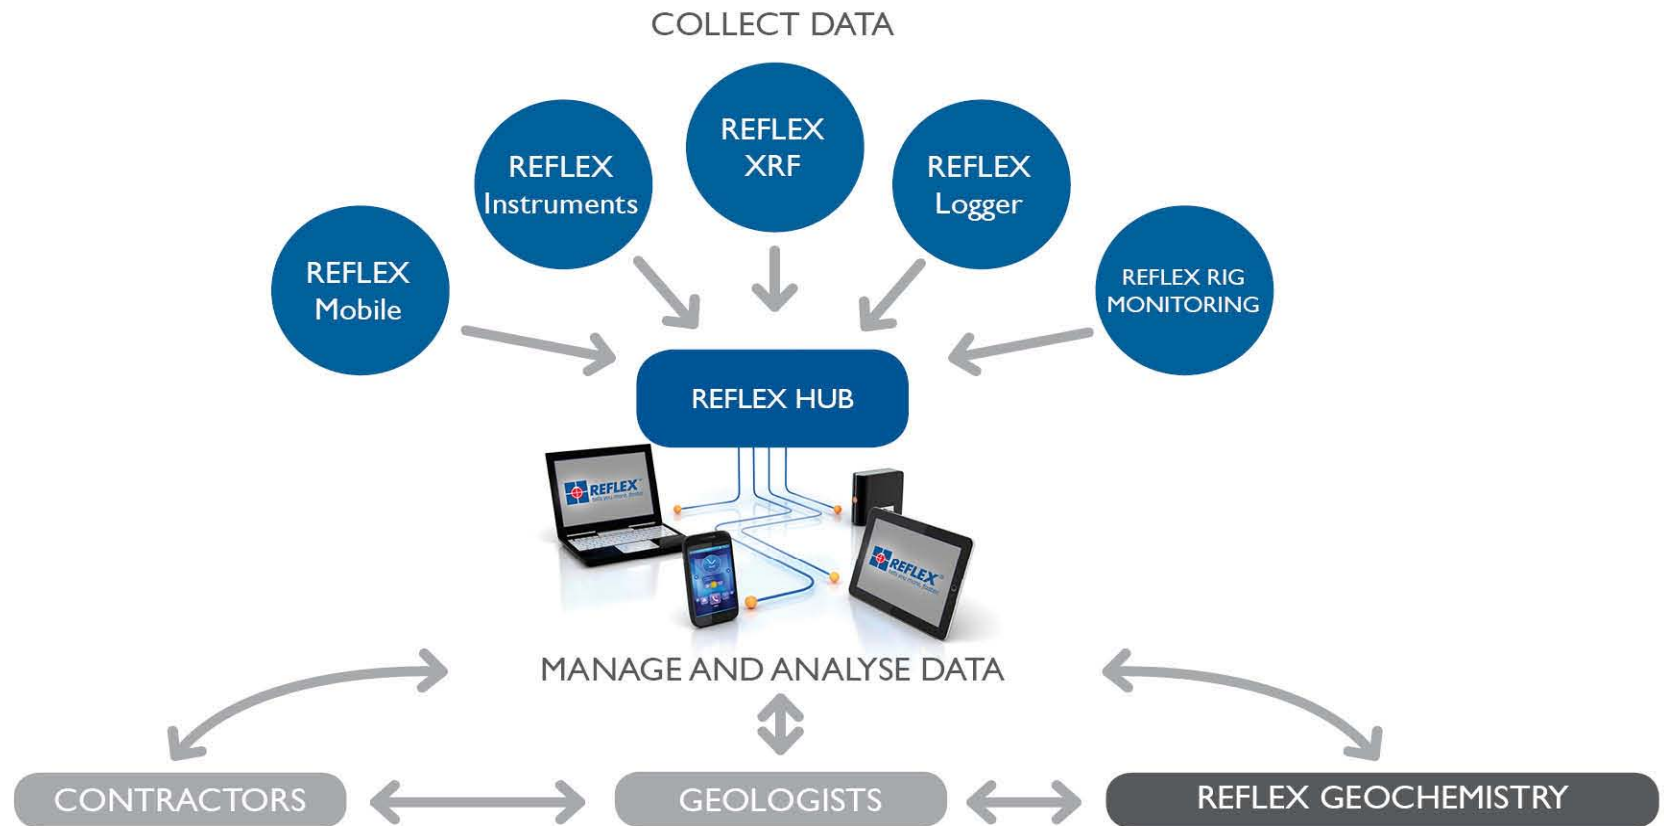 COLLECT DATA
REFLEX
XRF
REFLEX
Instruments
REFLEX
Logger
REFLEX
Mobile
REFLEX RIG
MONITORING
REFLEX HUB
REFLEX
REFLEX
MANAGE AND ANALYSE DATA
CONTRACTORS
GEOLOGISTS
REFLEX GEOCHEMISTRY